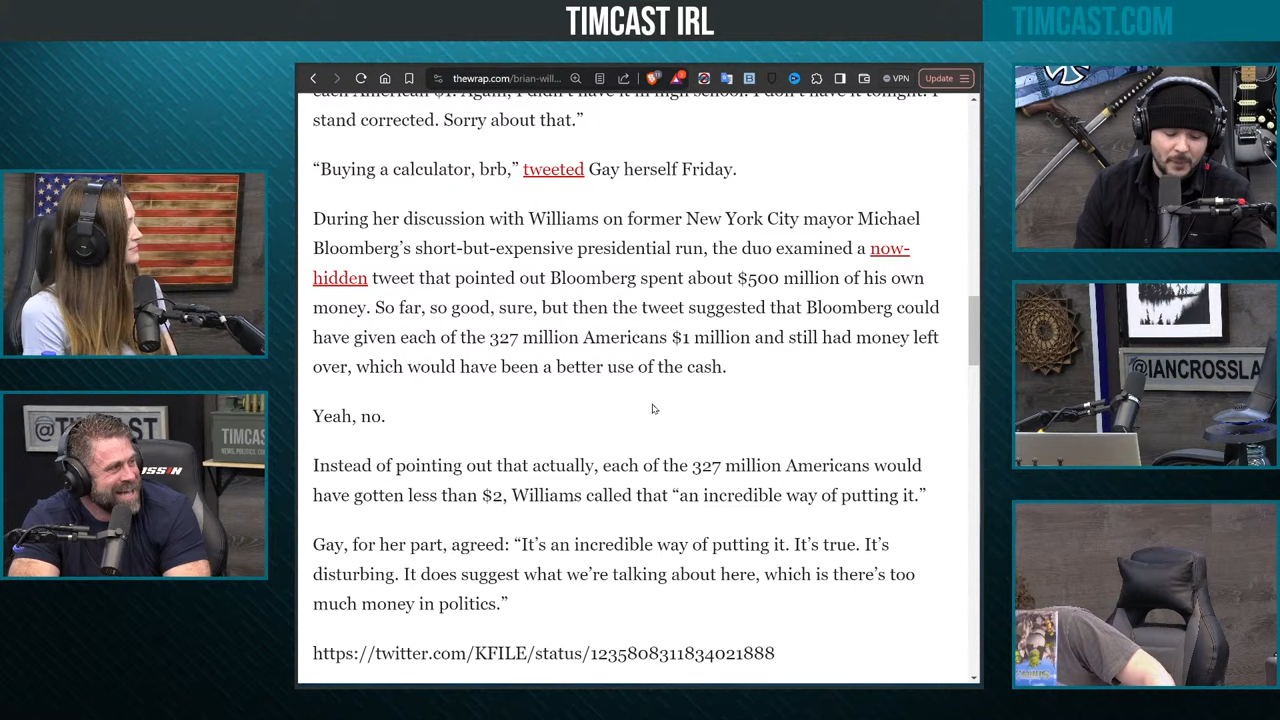 TIMCAST IRL
TIMCAST.COM
thewrap.com/brian-will...
VPN
Update
stand corrected. Sorry about that.”
“Buying a calculator, brb,” tweeted Gay herself Friday.
During her discussion with Williams on former New York City mayor Michael
Bloomberg’s short-but-expensive presidential run, the duo examined a now-
hidden tweet that pointed out Bloomberg spent about $500 million of his own
money. So far, so good, sure, but then the tweet suggested that Bloomberg could
have given each of the 327 million Americans $1 million and still had money left
over, which would have been a better use of the cash.
Yeah, no.
Instead of pointing out that actually, each of the 327 million Americans would
have gotten less than $2, Williams called that “an incredible way of putting it.”
Gay, for her part, agreed: “It’s an incredible way of putting it. It’s true. It’s
disturbing. It does suggest what we’re talking about here, which is there’s too
much money in politics.”
https://twitter.com/KFILE/status/1235808311834021888
@IANCROSSLA
TIMCAST